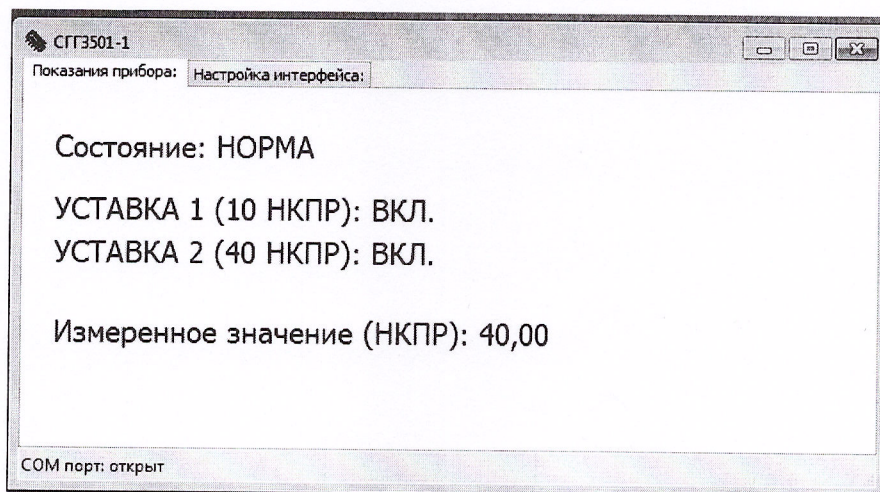 СГГ3501-1
Показания прибора: Настройка интерфейса:
Состояние: НОРМА
УСТАВКА 1 (10 НКПР): ВКЛ.
УСТАВКА 2 (40 НКПР): ВКЛ.
Измеренное значение (НКПР): 40,00
COM порт: открыт